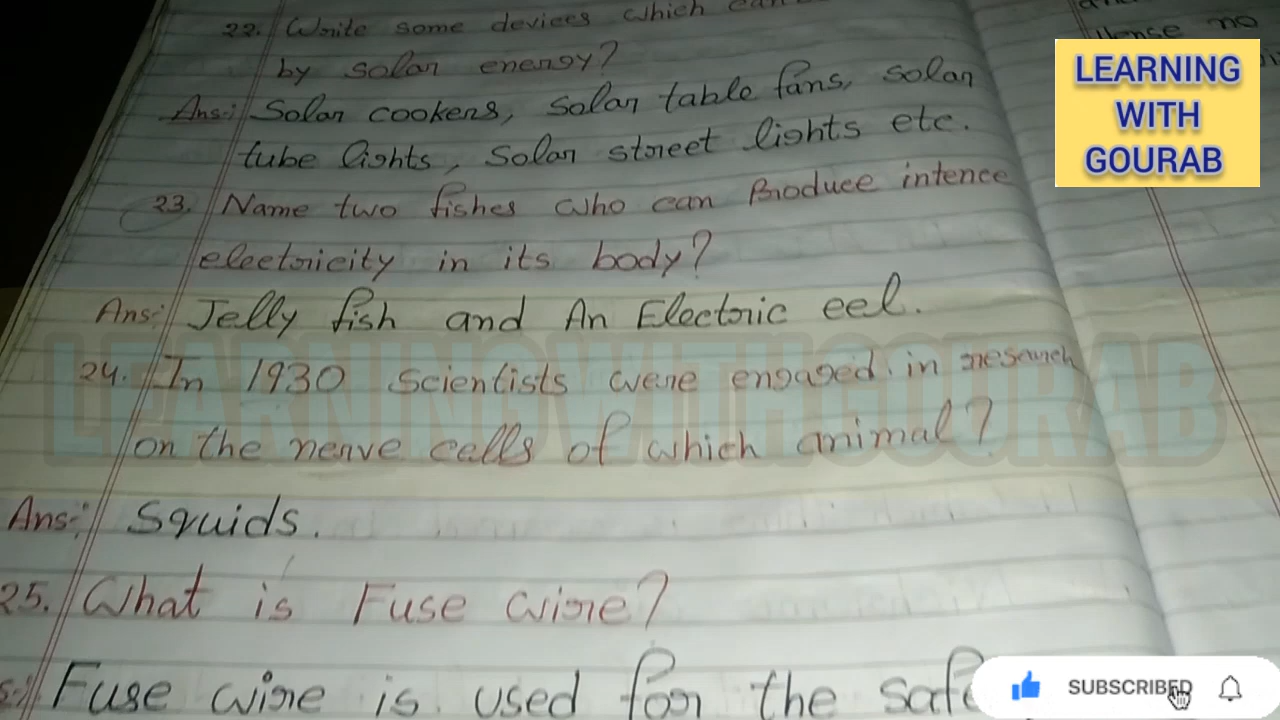 22. Write some devices which can
by solar energy?
Ans:- Solar cookers, solar table fans, solar
tube lights, solar street lights etc.
23. Name two fishes who can Produce intence
electricity in its body?
Ans:- Jelly fish and An Electric eel.
24. In 1930 scientists were engaged in research
on the nerve cells of which animal?
Ans:- Squids.
25. What is Fuse wire?
Fuse wire is used for the safe
LEARNING
WITH
GOURAB
LEARNINGWITHGOURAB
SUBSCRIBED